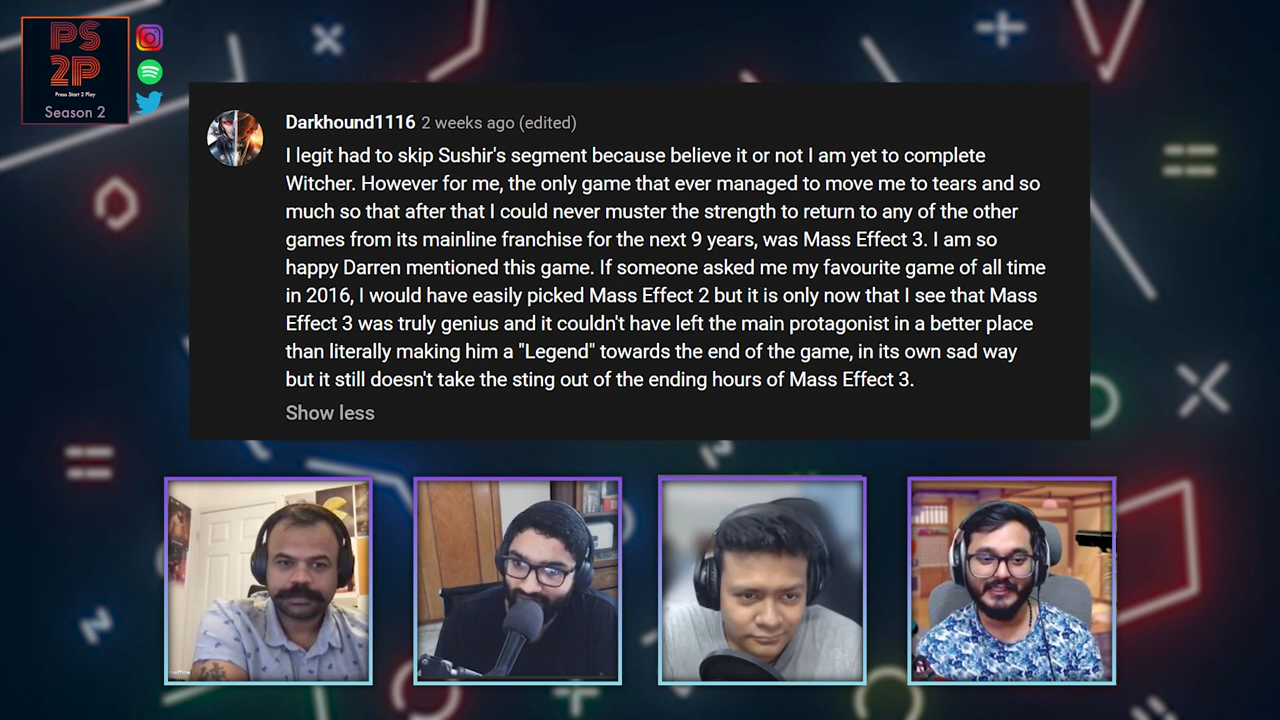 PS
2P
Press Start 2 Play
Season 2
Darkhound1116 2 weeks ago (edited)
I legit had to skip Sushir's segment because believe it or not I am yet to complete
Witcher. However for me, the only game that ever managed to move me to tears and so
much so that after that I could never muster the strength to return to any of the other
games from its mainline franchise for the next 9 years, was Mass Effect 3. I am so
happy Darren mentioned this game. If someone asked me my favourite game of all time
in 2016, I would have easily picked Mass Effect 2 but it is only now that I see that Mass
Effect 3 was truly genius and it couldn't have left the main protagonist in a better place
than literally making him a "Legend" towards the end of the game, in its own sad way
but it still doesn't take the sting out of the ending hours of Mass Effect 3.
Show less